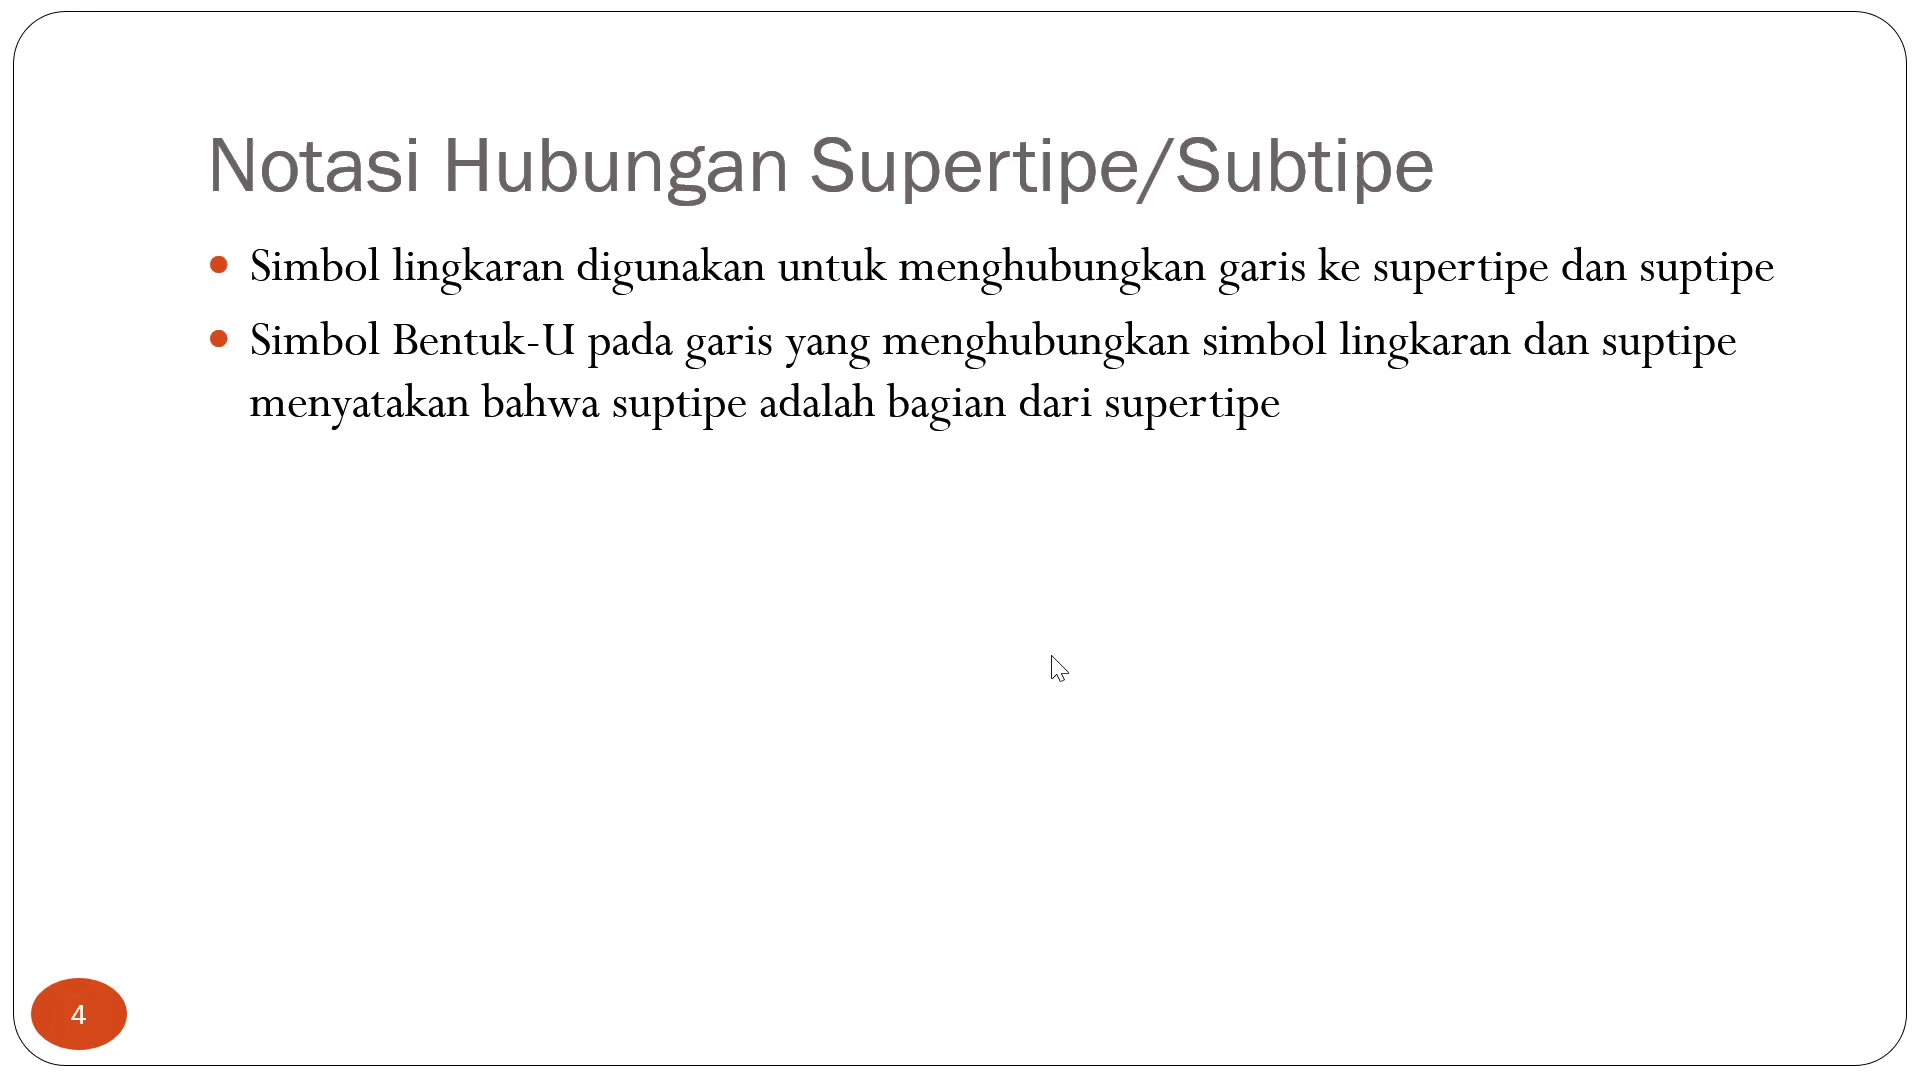 Notasi Hubungan Supertipe/Subtipe
Simbol lingkaran digunakan untuk menghubungkan garis ke supertipe dan suptipe
Simbol Bentuk-U pada garis yang menghubungkan simbol lingkaran dan suptipe
menyatakan bahwa suptipe adalah bagian dari supertipe
4